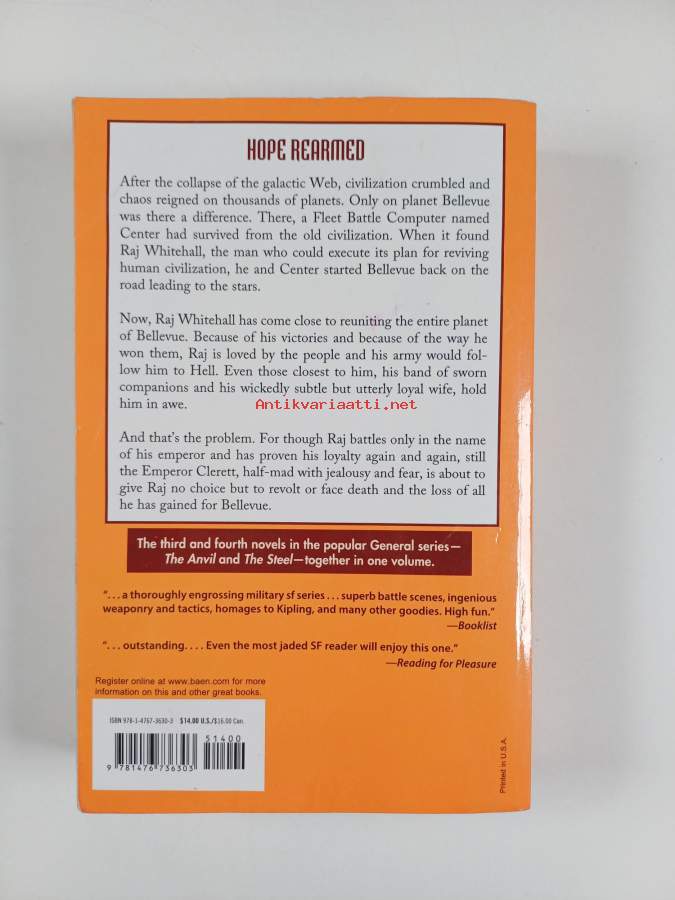 HOPE REARMED
After the collapse of the galactic Web, civilization crumbled and
chaos reigned on thousands of planets. Only on planet Bellevue
was there a difference. There, a Fleet Battle Computer named
Center had survived from the old civilization. When it found
Raj Whitehall, the man who could execute its plan for reviving
human civilization, he and Center started Bellevue back on the
road leading to the stars.
Now, Raj Whitehall has come close to reuniting the entire planet
of Bellevue. Because of his victories and because of the way he
won them, Raj is loved by the people and his army would fol-
low him to Hell. Even those closest to him, his band of sworn
companions and his wickedly subtle but utterly loyal wife, hold
him in awe.
Antikvariaatti.net
And that's the problem. For though Raj battles only in the name
of his emperor and has proven his loyalty again and again, still
the Emperor Clerett, half-mad with jealousy and fear, is about to
give Raj no choice but to revolt or face death and the loss of all
he has gained for Bellevue.
The third and fourth novels in the popular General series—
The Anvil and The Steel—together in one volume.
"...a thoroughly engrossing military sf series...superb battle scenes, ingenious
weaponry and tactics, homages to Kipling, and many other goodies. High fun."
—Booklist
"...outstanding....Even the most jaded SF reader will enjoy this one."
—Reading for Pleasure
Register online at www.baen.com for more
information on this and other great books.
ISBN 978-1-4767-3630-3 $14.00 U.S./$16.00 Can.
51400
9 781476 736303
Printed in U.S.A.